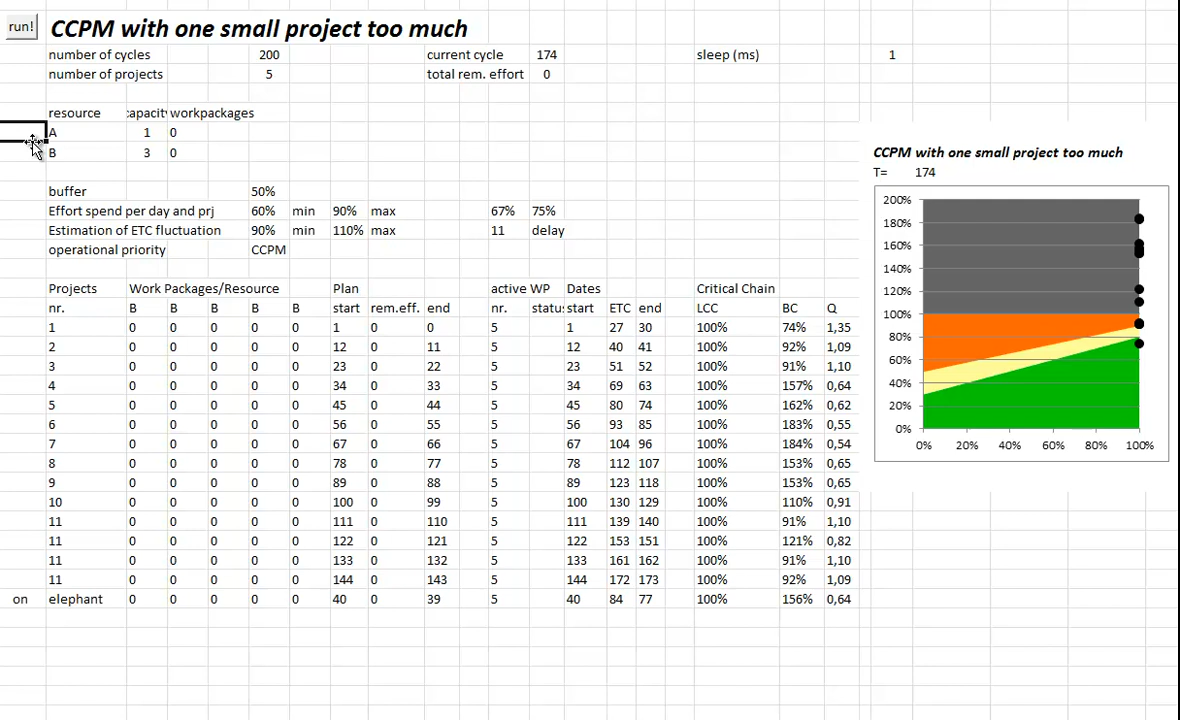 run! CCPM with one small project too much
number of cycles 200 current cycle 174 sleep (ms) 1
number of projects 5 total rem. effort 0
resource capacity workpackages
A 1 0
B 3 0
CCPM with one small project too much
T= 174
buffer 50%
Effort spend per day and prj 60% min 90% max 67% 75%
Estimation of ETC fluctuation 90% min 110% max 11 delay
operational priority CCPM
200%
180%
160%
140%
120%
100%
80%
60%
40%
20%
0%
0% 20% 40% 60% 80% 100%
Projects Work Packages/Resource Plan active WP Dates Critical Chain
nr. B B B B B start rem.eff. end nr. status start ETC end LCC BC Q
1 0 0 0 0 0 1 0 0 5 1 27 30 100% 74% 1,35
2 0 0 0 0 0 12 0 11 5 12 40 41 100% 92% 1,09
3 0 0 0 0 0 23 0 22 5 23 51 52 100% 91% 1,10
4 0 0 0 0 0 34 0 33 5 34 69 63 100% 157% 0,64
5 0 0 0 0 0 45 0 44 5 45 80 74 100% 162% 0,62
6 0 0 0 0 0 56 0 55 5 56 93 85 100% 183% 0,55
7 0 0 0 0 0 67 0 66 5 67 104 96 100% 184% 0,54
8 0 0 0 0 0 78 0 77 5 78 112 107 100% 153% 0,65
9 0 0 0 0 0 89 0 88 5 89 123 118 100% 153% 0,65
10 0 0 0 0 0 100 0 99 5 100 130 129 100% 110% 0,91
11 0 0 0 0 0 111 0 110 5 111 139 140 100% 91% 1,10
11 0 0 0 0 0 122 0 121 5 122 153 151 100% 121% 0,82
11 0 0 0 0 0 133 0 132 5 133 161 162 100% 91% 1,10
11 0 0 0 0 0 144 0 143 5 144 172 173 100% 92% 1,09
on elephant 0 0 0 0 0 40 0 39 5 40 84 77 100% 156% 0,64